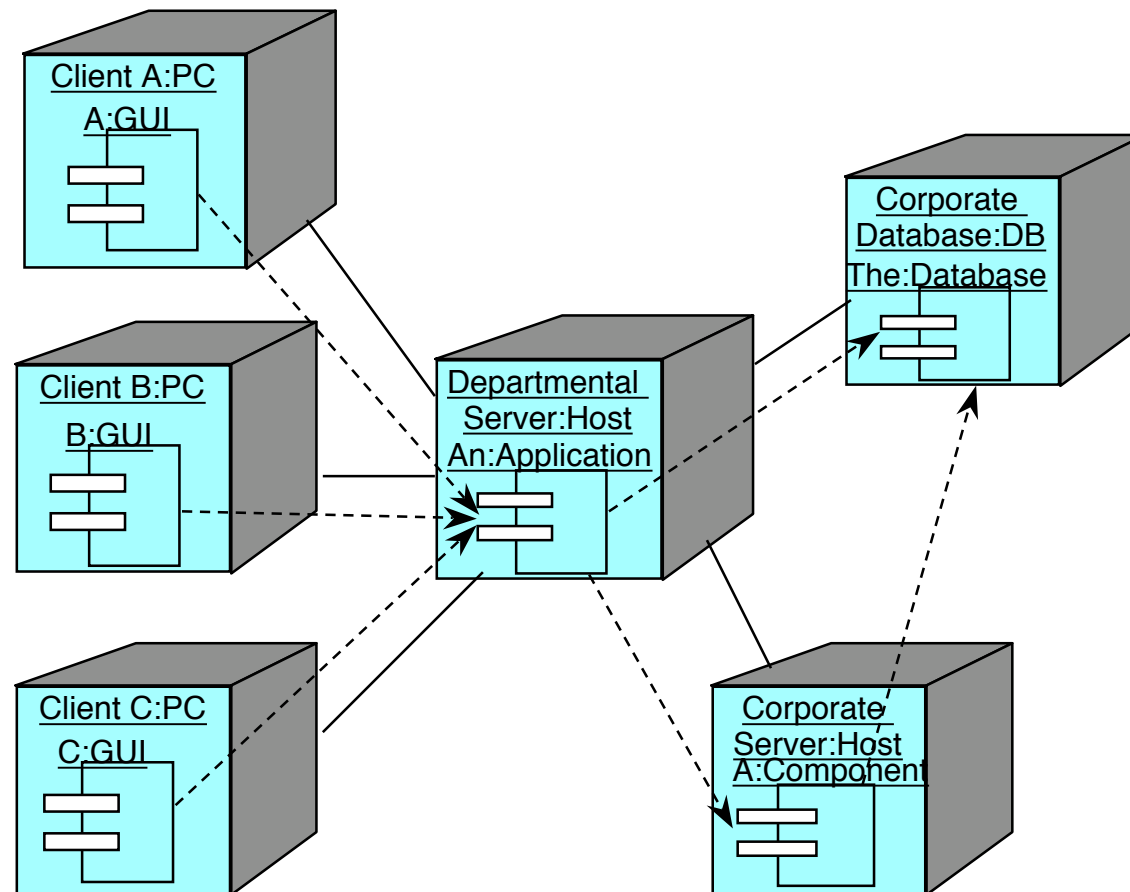 Client A:PC
A:GUI
Client B:PC
B:GUI
Client C:PC
C:GUI
Departmental
Server:Host
An:Application
Corporate
Database:DB
The:Database
Corporate
Server:Host
A:Component